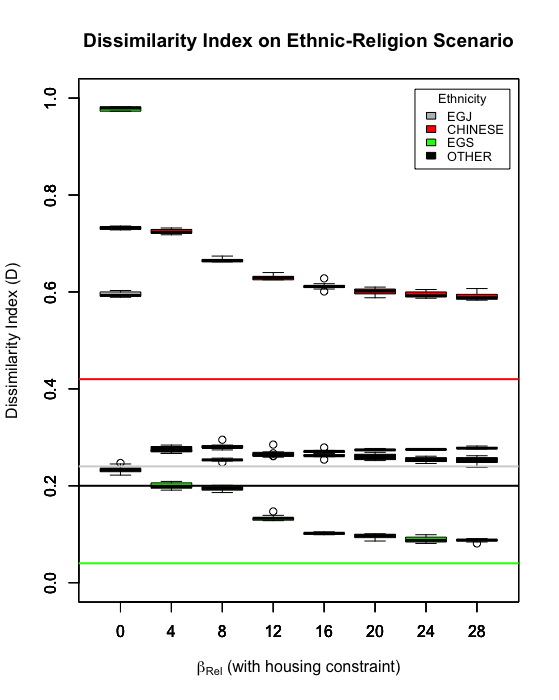 Dissimilarity Index on Ethnic-Religion Scenario
Ethnicity
EGJ
CHINESE
EGS
OTHER
Dissimilarity Index (D)
1.0
0.8
0.6
0.4
0.2
0.0
0 4 8 12 16 20 24 28
βRel (with housing constraint)